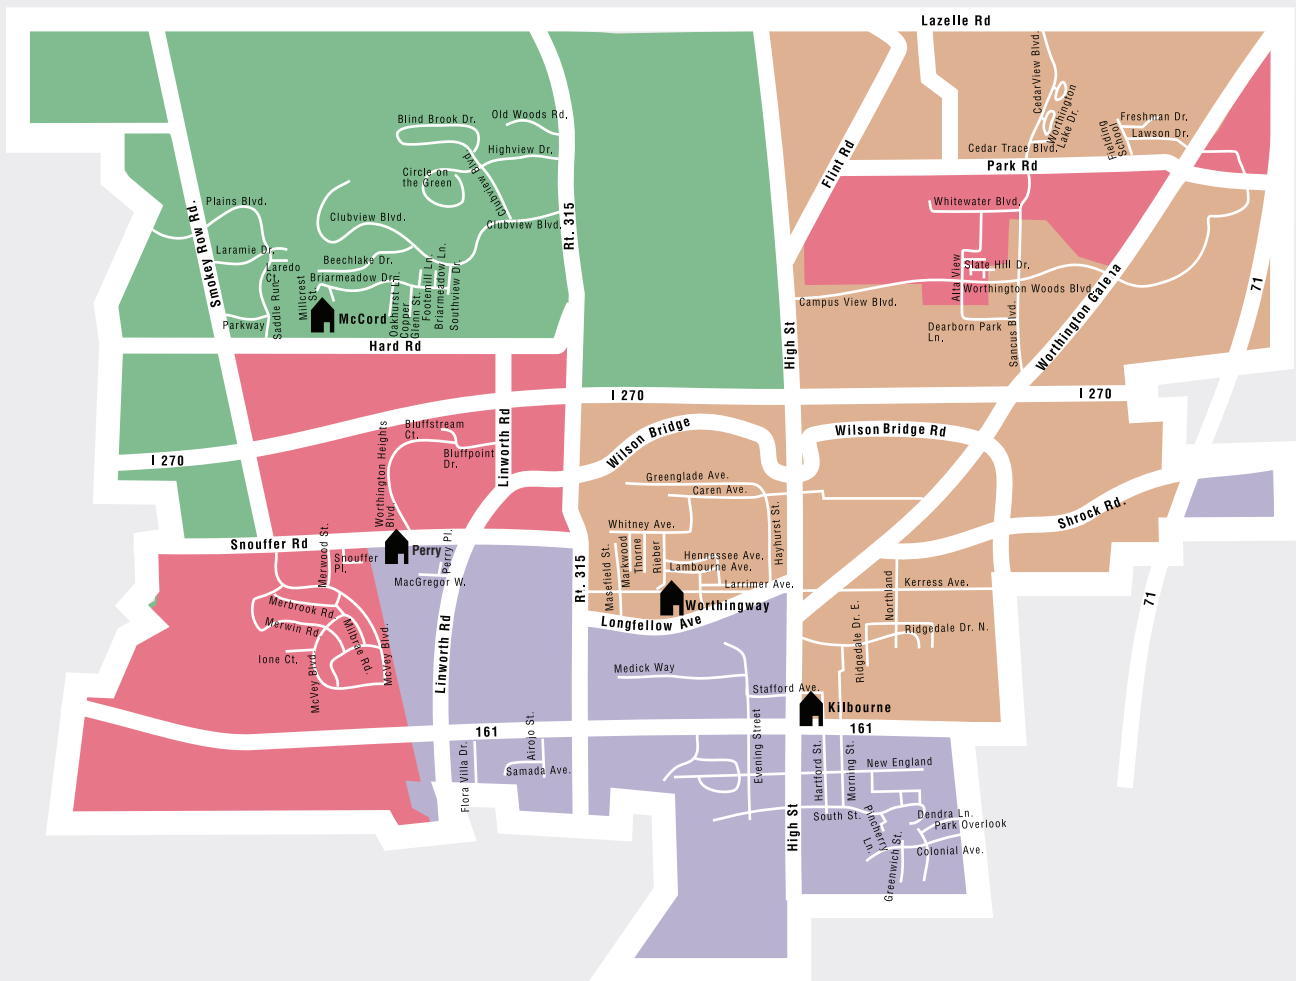 Lazelle Rd
CedarView Blvd.
Worthington
Lake Dr.
Old Woods Rd.
Blind Brook Dr.
Freshman Dr.
Lawson Dr.
Fielding
School
Cedar Trace Blvd.
Highview Dr.
Flint Rd
Park Rd
Circle on
the Green
Clubview Blvd.
Plains Blvd.
Whitewater Blvd.
Smokey Row Rd.
Clubview Blvd.
Clubview Blvd.
Rt. 315
Laramie Dr.
Laredo
Ct.
Beechlake Dr.
Briarmeadow Dr.
Millcrest
St.
Saddle Run
Parkway
McCord
Oakhurst Ln.
Copper
Glenn St.
Footemill Ln.
Briarmeadow Ln.
Southview Dr.
Slate Hill Dr.
Alta View
Worthington Woods Blvd.
Campus View Blvd.
Dearborn Park
Ln.
Sancus Blvd.
Worthington Galena
71
High St
Hard Rd
I 270
I 270
I 270
Linworth Rd
Bluffstream
Ct.
Bluffpoint
Dr.
Worthington Heights
Blvd.
Wilson Bridge
Wilson Bridge Rd
Greenglade Ave.
Caren Ave.
Hayhurst St.
Shrock Rd.
Whitney Ave.
Snouffer Rd
Merwood St.
Snouffer
Pl.
Perry
Perry Pl.
MacGregor W.
Rt. 315
Masefield St.
Markwood
Thorne
Rieber
Hennessee Ave.
Lambourne Ave.
Larrimer Ave.
Worthingway
Longfellow Ave
Northland
Kerress Ave.
71
Merbrook Rd.
Merwin Rd.
Milbrae Rd.
McVey Blvd.
Ione Ct.
McVey Blvd.
Linworth Rd
Ridgedale Dr. E.
Ridgedale Dr. N.
Medick Way
Stafford Ave.
Kilbourne
161
161
Evening Street
Flora Villa Dr.
Airojo St.
Samada Ave.
Hartford St.
Morning St.
New England
High St
South St.
Pincherry
Ln.
Dendra Ln.
Park Overlook
Colonial Ave.
Greenwich St.